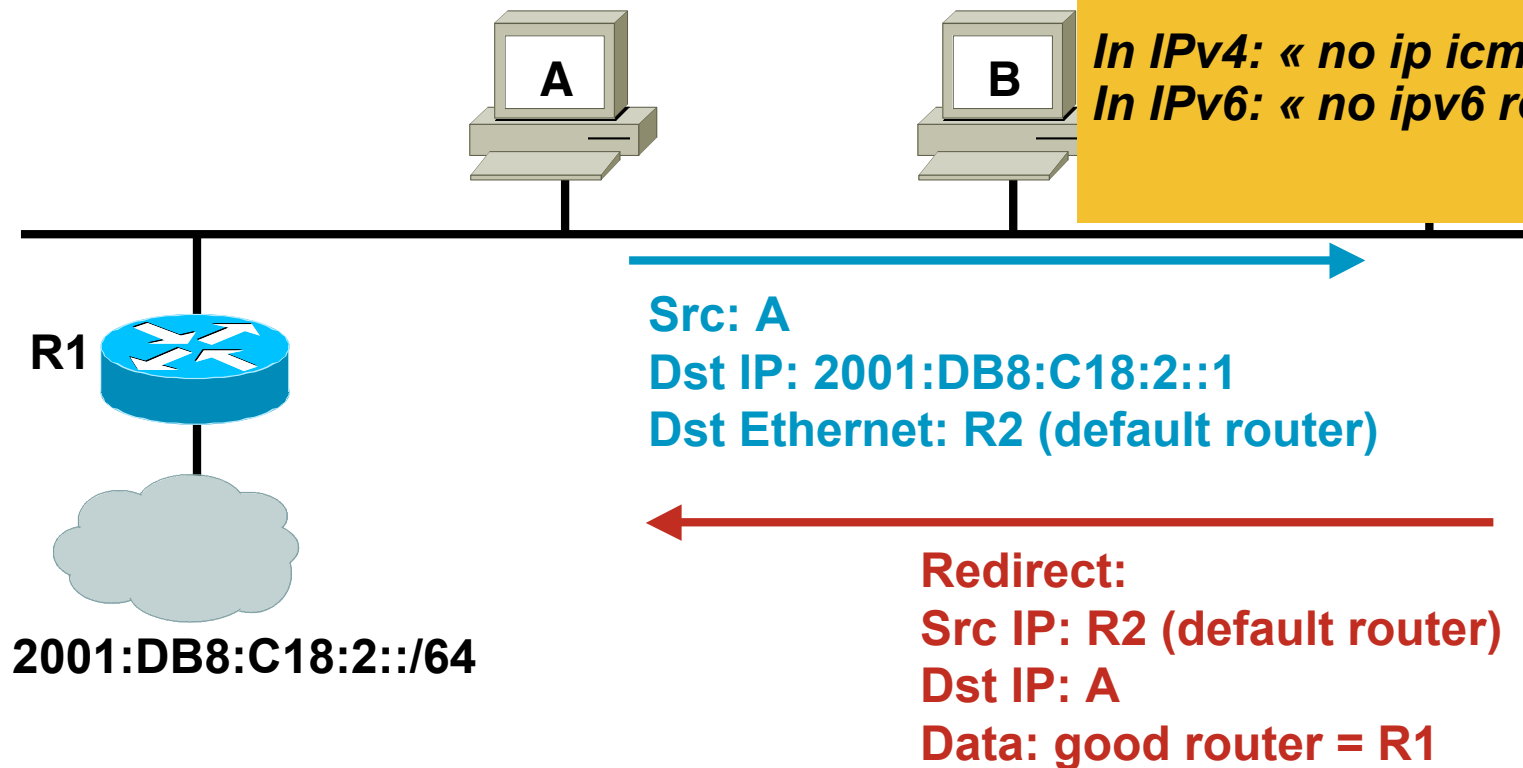 A
B
In IPv4: « no ip
In IPv6: « no ipv6
R1
Src: A
Dst IP: 2001:DB8:C18:2::1
Dst Ethernet: R2 (default router)
2001:DB8:C18:2::/64
Redirect:
Src IP: R2 (default router)
Dst IP: A
Data: good router = R1